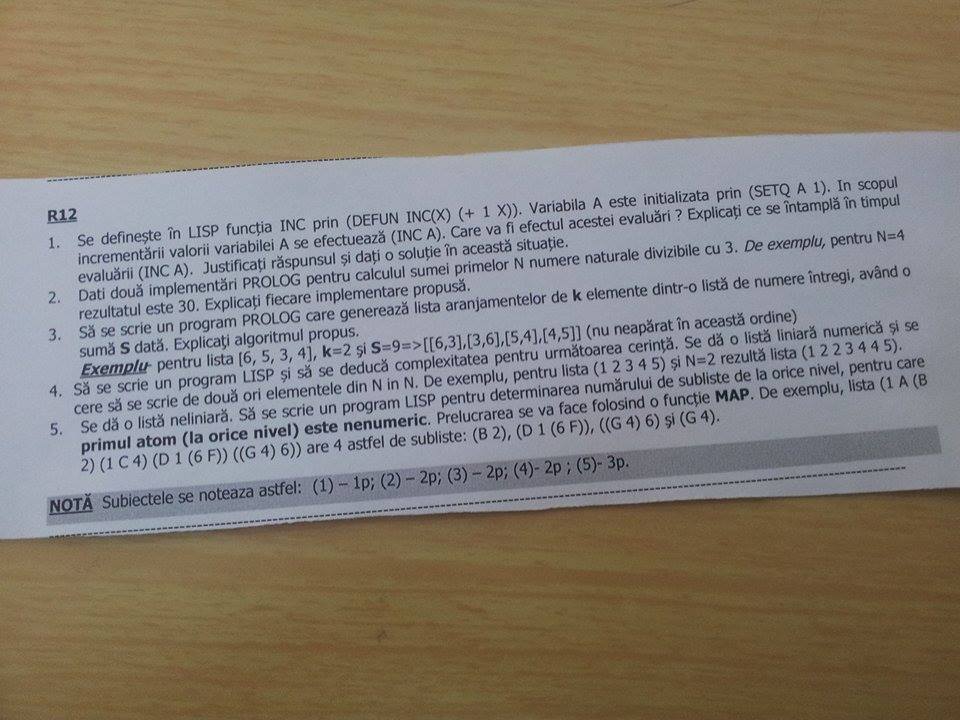 R12
1. Se defineşte în LISP funcţia INC prin (DEFUN INC(X) (+ 1 X)). Variabila A este initializata prin (SETQ A 1). In scopul
incrementării valorii variabilei A se efectuează (INC A). Care va fi efectul acestei evaluări ? Explicaţi ce se întamplă în timpul
evaluării (INC A). Justificaţi răspunsul şi daţi o soluţie în această situaţie.
2. Dati două implementări PROLOG pentru calculul sumei primelor N numere naturale divizibile cu 3. De exemplu, pentru N=4
rezultatul este 30. Explicaţi fiecare implementare propusă.
3. Să se scrie un program PROLOG care generează lista aranjamentelor de k elemente dintr-o listă de numere întregi, având o
sumă S dată. Explicaţi algoritmul propus.
Exemplu- pentru lista [6, 5, 3, 4], k=2 şi S=9=>[[6,3],[3,6],[5,4],[4,5]] (nu neapărat în această ordine)
4. Să se scrie un program LISP şi să se deducă complexitatea pentru următoarea cerinţă. Se dă o listă liniară numerică şi se
cere să se scrie de două ori elementele din N in N. De exemplu, pentru lista (1 2 3 4 5) şi N=2 rezultă lista (1 2 2 3 4 4 5).
5. Se dă o listă neliniară. Să se scrie un program LISP pentru determinarea numărului de subliste de la orice nivel, pentru care
primul atom (la orice nivel) este nenumeric. Prelucrarea se va face folosind o funcţie MAP. De exemplu, lista (1 A (B
2) (1 C 4) (D 1 (6 F)) ((G 4) 6)) are 4 astfel de subliste: (B 2), (D 1 (6 F)), ((G 4) 6) şi (G 4).
NOTĂ Subiectele se noteaza astfel: (1) – 1p; (2) – 2p; (3) – 2p; (4)- 2p ; (5)- 3p.